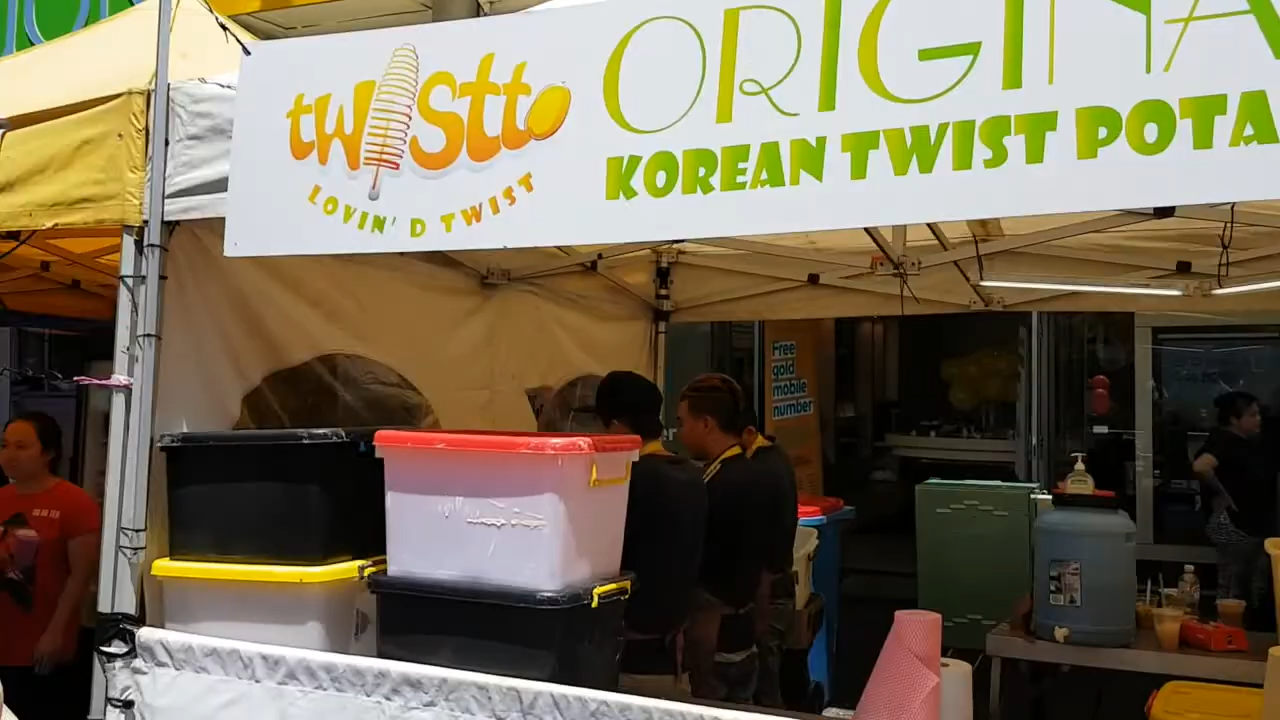 twistto
LOVIN' D TWIST
ORIGINA
KOREAN TWIST POTA
Free
gold
mobile
number